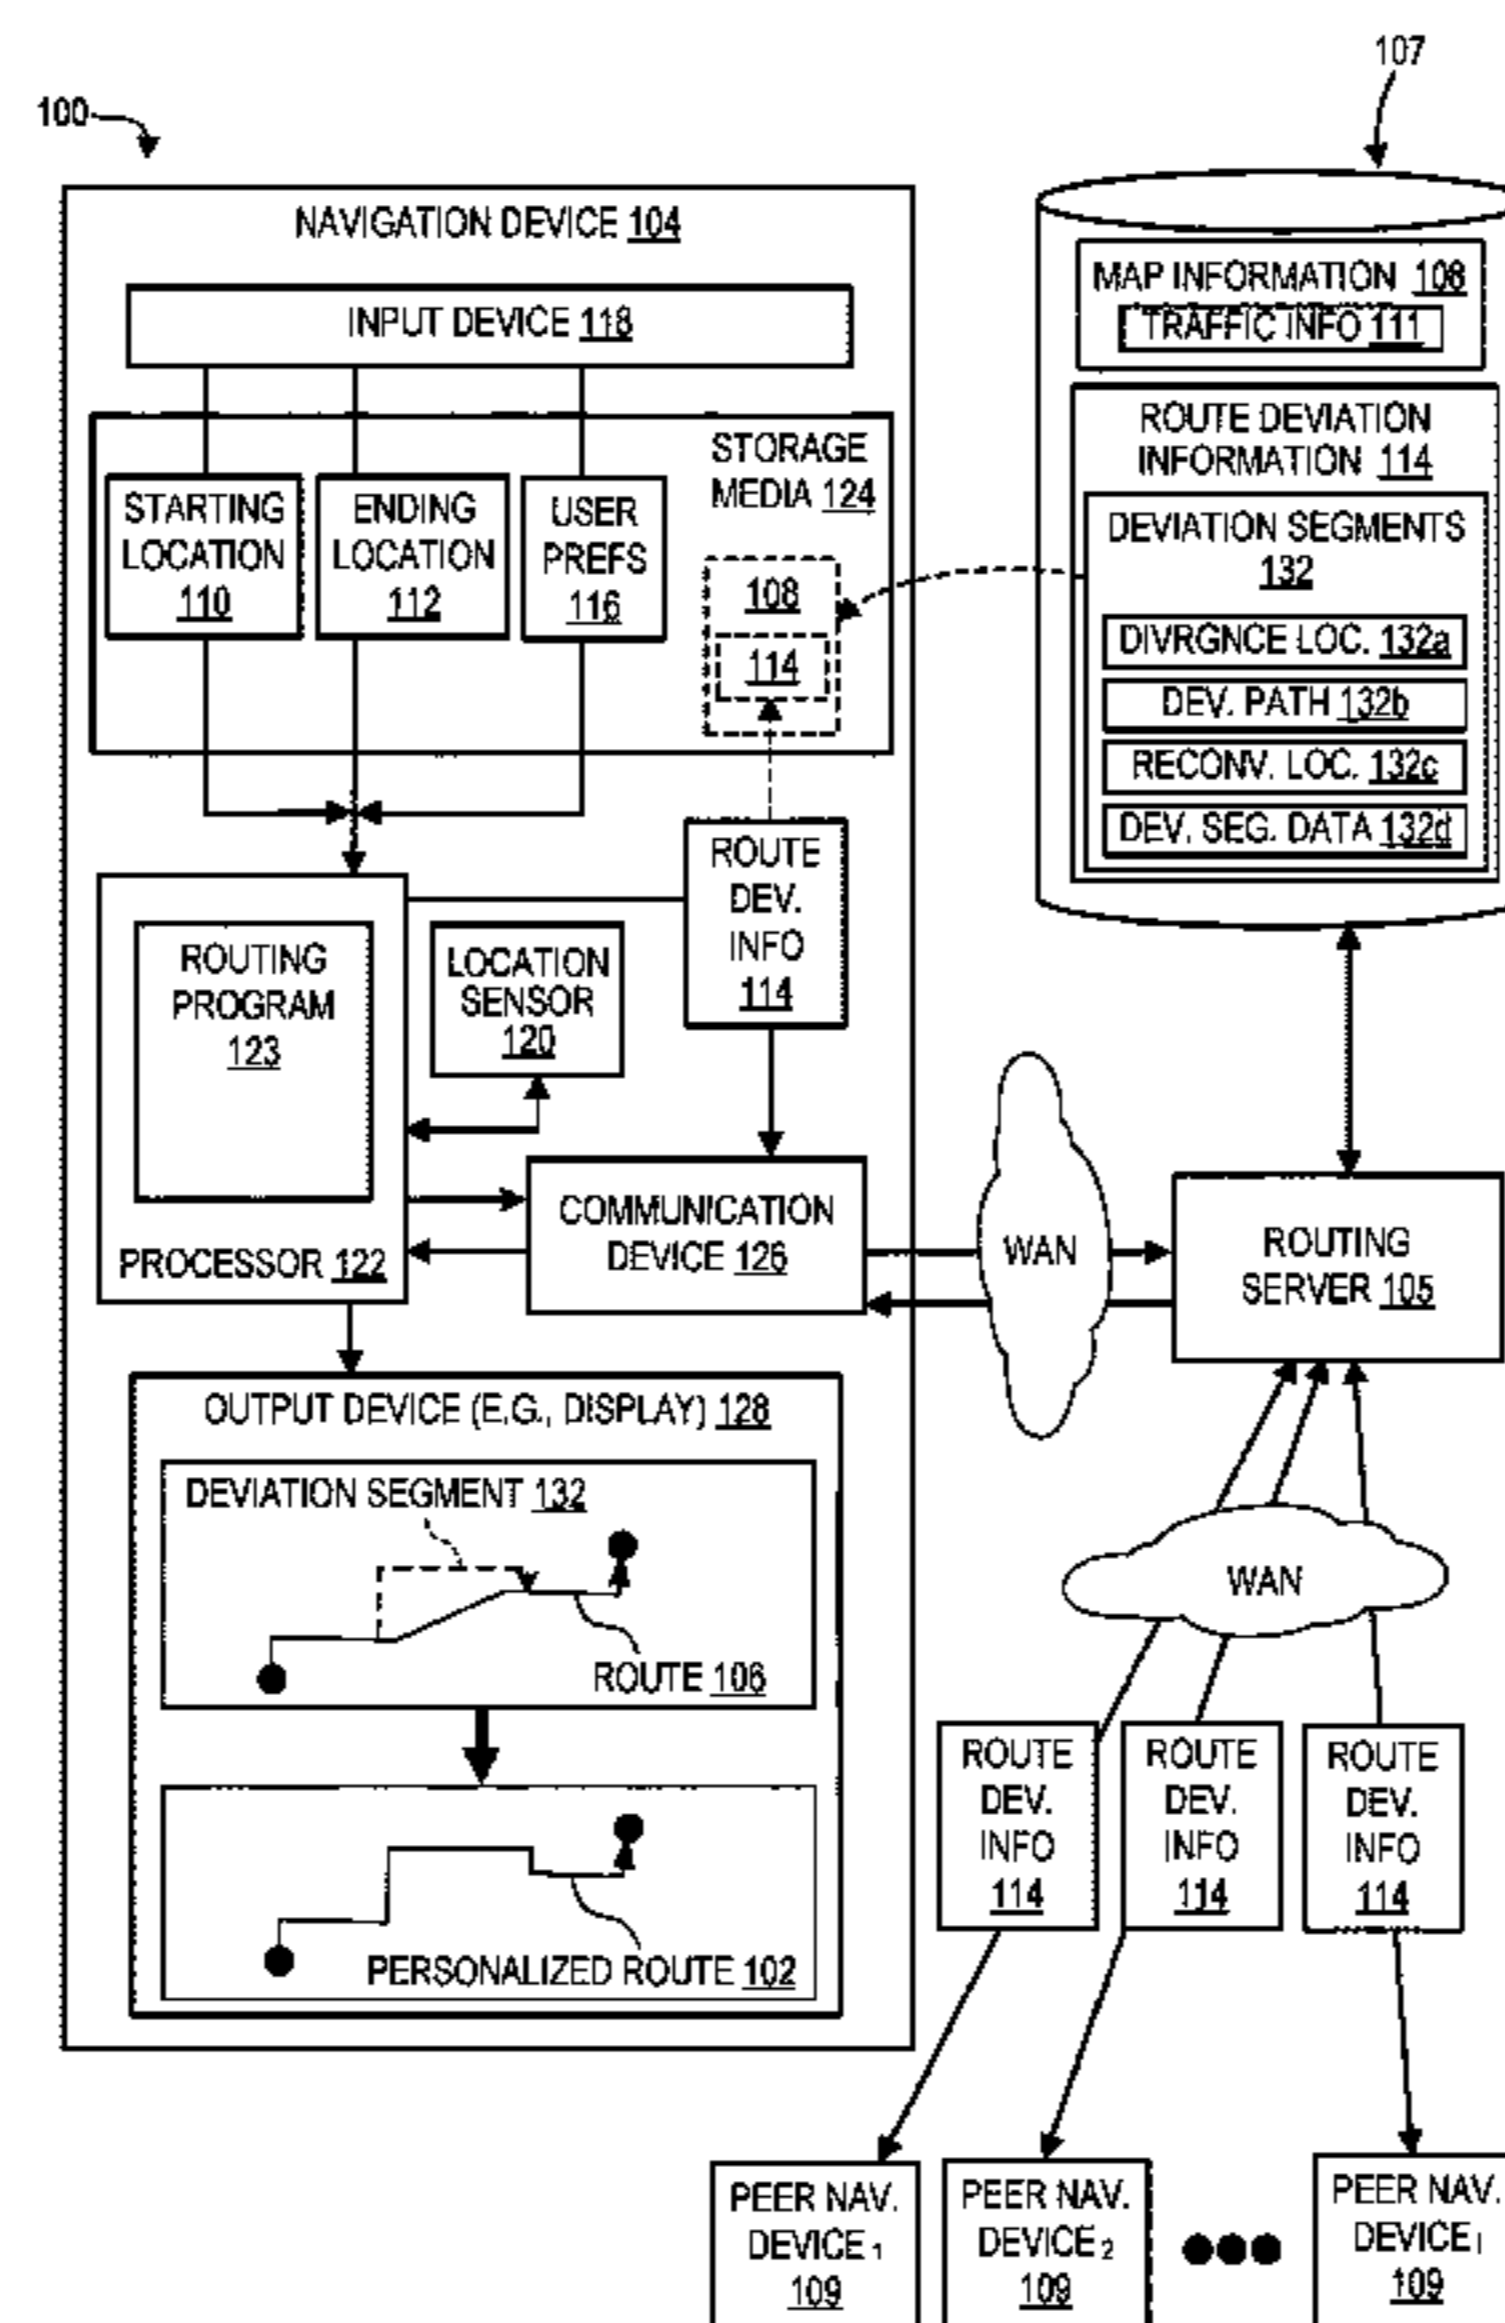 107
100
NAVIGATION DEVICE 104
INPUT DEVICE 118
STORAGE
MEDIA 124
STARTING
LOCATION
110
ENDING
LOCATION
112
USER
PREFS
116
108
114
MAP INFORMATION 108
TRAFFIC INFO 111
ROUTE DEVIATION
INFORMATION 114
DEVIATION SEGMENTS
132
DIVRGNCE LOC. 132a
DEV. PATH 132b
RECONV. LOC. 132c
DEV. SEG. DATA 132d
ROUTE
DEV.
INFO
114
ROUTING
PROGRAM
123
LOCATION
SENSOR
120
PROCESSOR 122
COMMUNICATION
DEVICE 126
WAN
ROUTING
SERVER 105
OUTPUT DEVICE (E.G., DISPLAY) 128
DEVIATION SEGMENT 132
ROUTE 106
PERSONALIZED ROUTE 102
WAN
ROUTE
DEV.
INFO
114
ROUTE
DEV.
INFO
114
ROUTE
DEV.
INFO
114
PEER NAV.
DEVICE 1
109
PEER NAV.
DEVICE 2
109
PEER NAV.
DEVICE I
109